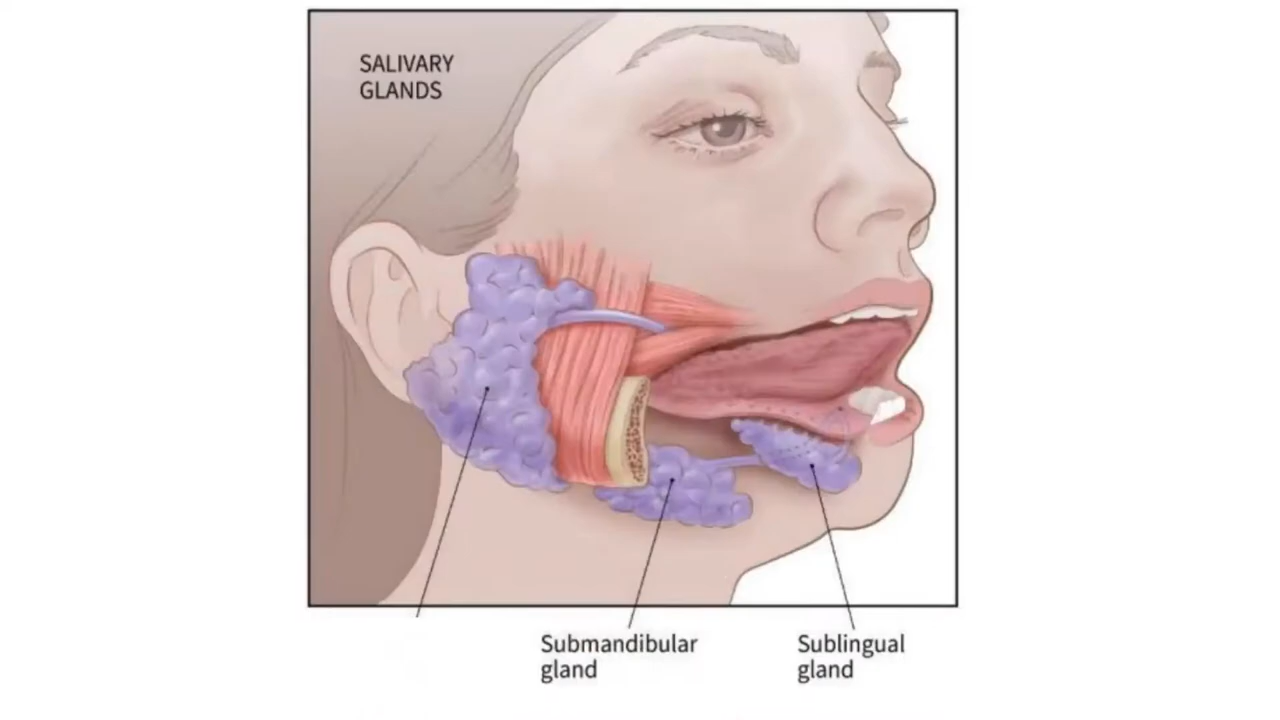 SALIVARY
GLANDS
Submandibular
gland
Sublingual
gland